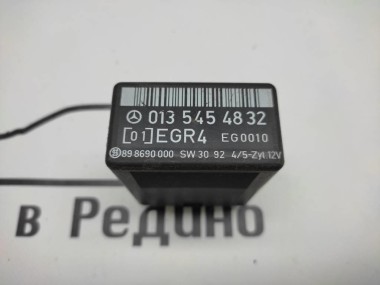 013 545 48 32
[01] EGR4 EG0010
89 8690 000 SW 30 92 4/5-Zyl 12V
в Редино